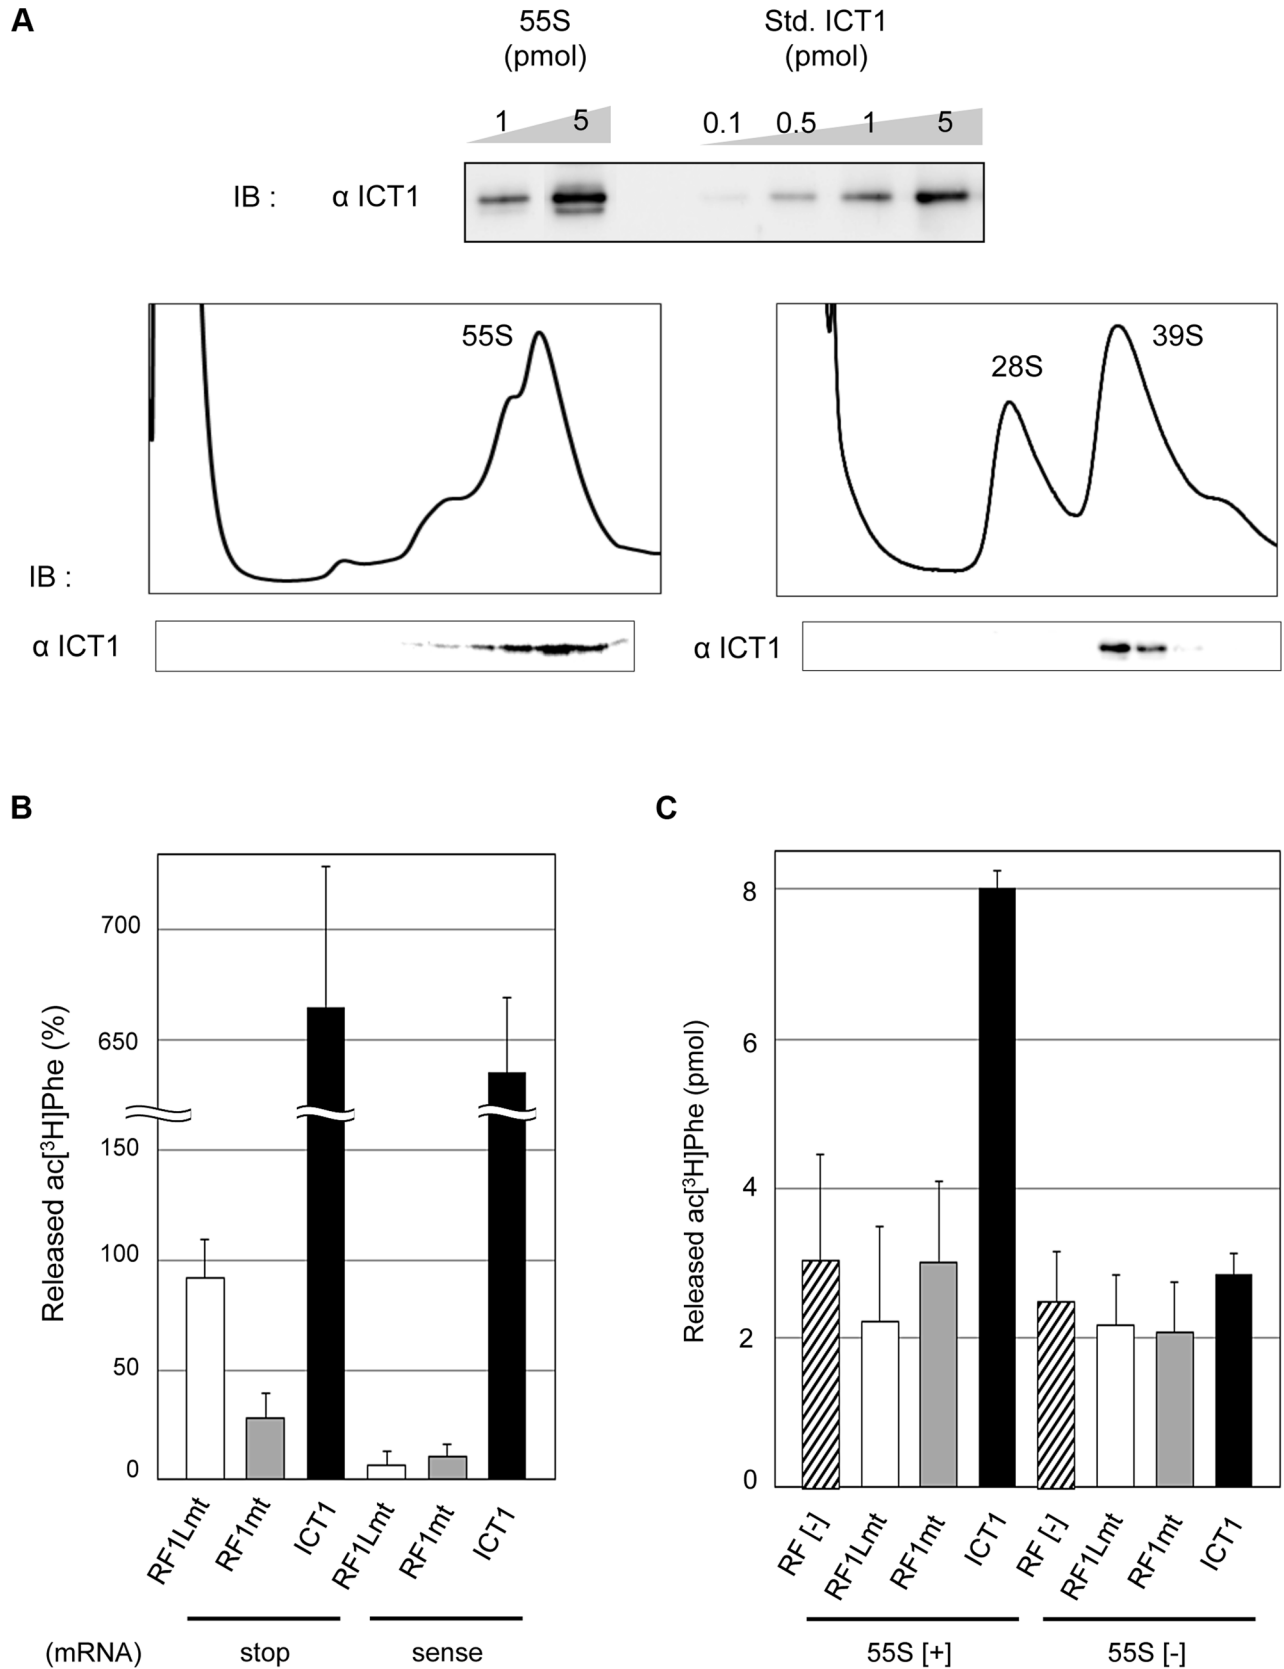 A
55S
(pmol)
Std. ICT1
(pmol)
1 5
0.1 0.5 1 5
IB : α ICT1
55S
28S
39S
IB :
α ICT1
α ICT1
B
Released ac[³H]Phe (%)
700
650
150
100
50
0
RF1Lmt
RF1mt
ICT1
RF1Lmt
RF1mt
ICT1
(mRNA) stop sense
C
Released ac[³H]Phe (pmol)
8
6
4
2
0
RF [-]
RF1Lmt
RF1mt
ICT1
RF [-]
RF1Lmt
RF1mt
ICT1
55S [+] 55S [-]